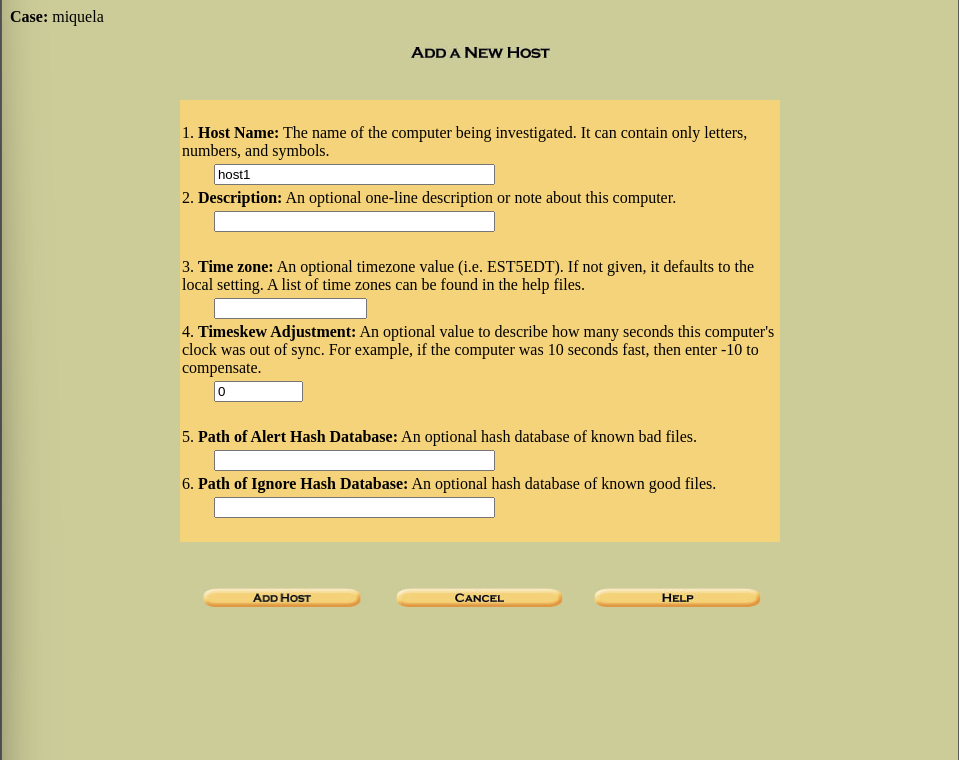 Case: miquela
ADD A NEW HOST
1. Host Name: The name of the computer being investigated. It can contain only letters,
numbers, and symbols.
host1
2. Description: An optional one-line description or note about this computer.
3. Time zone: An optional timezone value (i.e. EST5EDT). If not given, it defaults to the
local setting. A list of time zones can be found in the help files.
4. Timeskew Adjustment: An optional value to describe how many seconds this computer's
clock was out of sync. For example, if the computer was 10 seconds fast, then enter -10 to
compensate.
0
5. Path of Alert Hash Database: An optional hash database of known bad files.
6. Path of Ignore Hash Database: An optional hash database of known good files.
ADD HOST CANCEL HELP